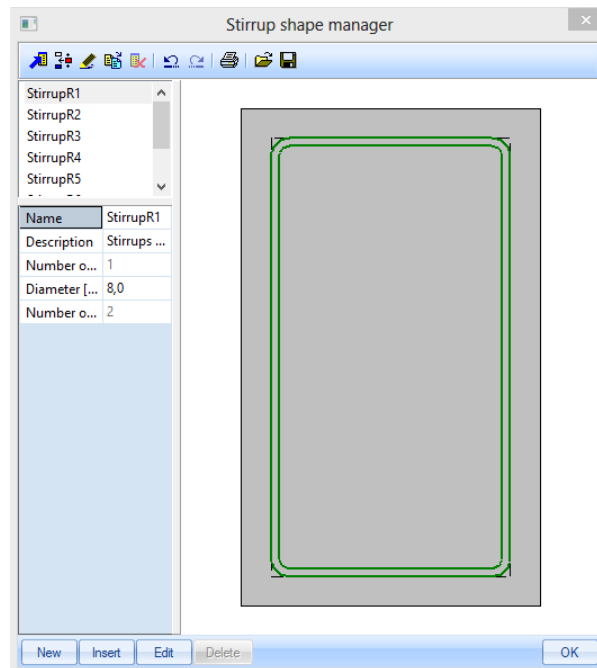 Stirrup shape manager
StirrupR1
StirrupR2
StirrupR3
StirrupR4
StirrupR5
Name StirrupR1
Description Stirrups ...
Number o... 1
Diameter [... 8,0
Number o... 2
New Insert Edit Delete OK